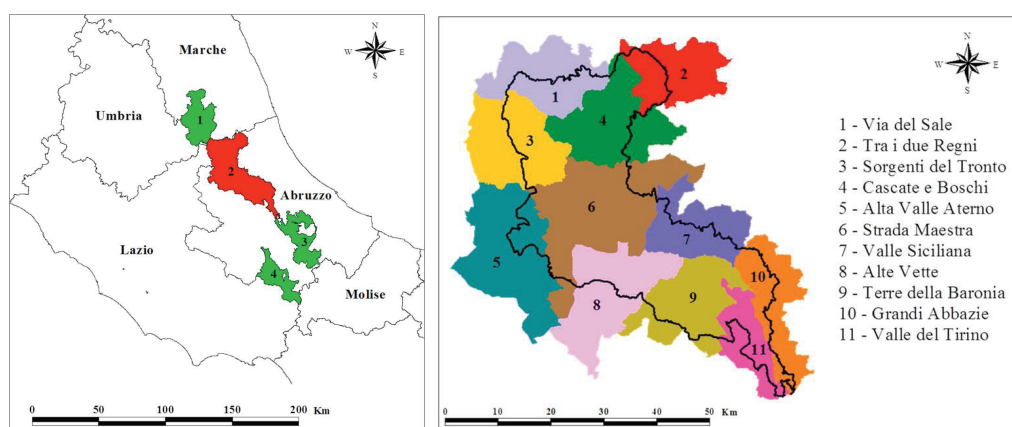 N
W E
S
Marche
Umbria
1
2
Abruzzo
3
Lazio
4
Molise
0 50 100 150 200 Km
N
W E
S
1
2
4
3
6
7
5
10
8
9
11
1 - Via del Sale
2 - Tra i due Regni
3 - Sorgenti del Tronto
4 - Cascate e Boschi
5 - Alta Valle Aterno
6 - Strada Maestra
7 - Valle Siciliana
8 - Alte Vette
9 - Terre della Baronia
10 - Grandi Abbazie
11 - Valle del Tirino
0 10 20 30 40 50 Km